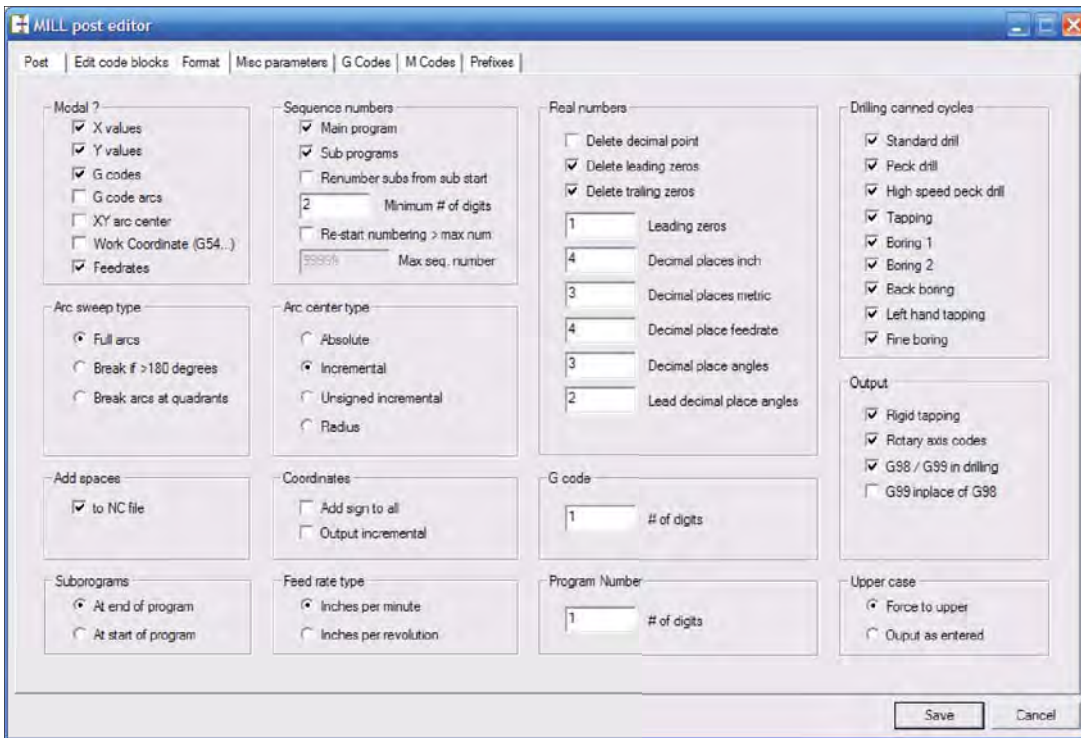 MILL post editor
Post
Edit code blocks
Format
Misc parameters
G Codes
M Codes
Prefixes
Modal ?
X values
Y values
G codes
G code arcs
XY arc center
Work Coordinate (G54...)
Feedrates
Sequence numbers
Main program
Sub programs
Renumber subs from sub start
2 Minimum # of digits
Re-start numbering > max num
Max seq. number
Real numbers
Delete decimal point
Delete leading zeros
Delete trailing zeros
1 Leading zeros
4 Decimal places inch
3 Decimal places metric
4 Decimal place feedrate
3 Decimal place angles
2 Lead decimal place angles
Drilling canned cycles
Standard drill
Peck drill
High speed peck drill
Tapping
Boring 1
Boring 2
Back boring
Left hand tapping
Fine boring
Arc sweep type
Full arcs
Break if >180 degrees
Break arcs at quadrants
Arc center type
Absolute
Incremental
Unsigned incremental
Radius
Output
Rigid tapping
Rotary axis codes
G98 / G99 in drilling
G99 inplace of G98
Add spaces
to NC file
Coordinates
Add sign to all
Output incremental
G code
1 # of digits
Suborograms
At end of program
At start of program
Feed rate type
Inches per minute
Inches per revolution
Program Number
1 # of digits
Upper case
Force to upper
Ouput as entered
Save
Cancel